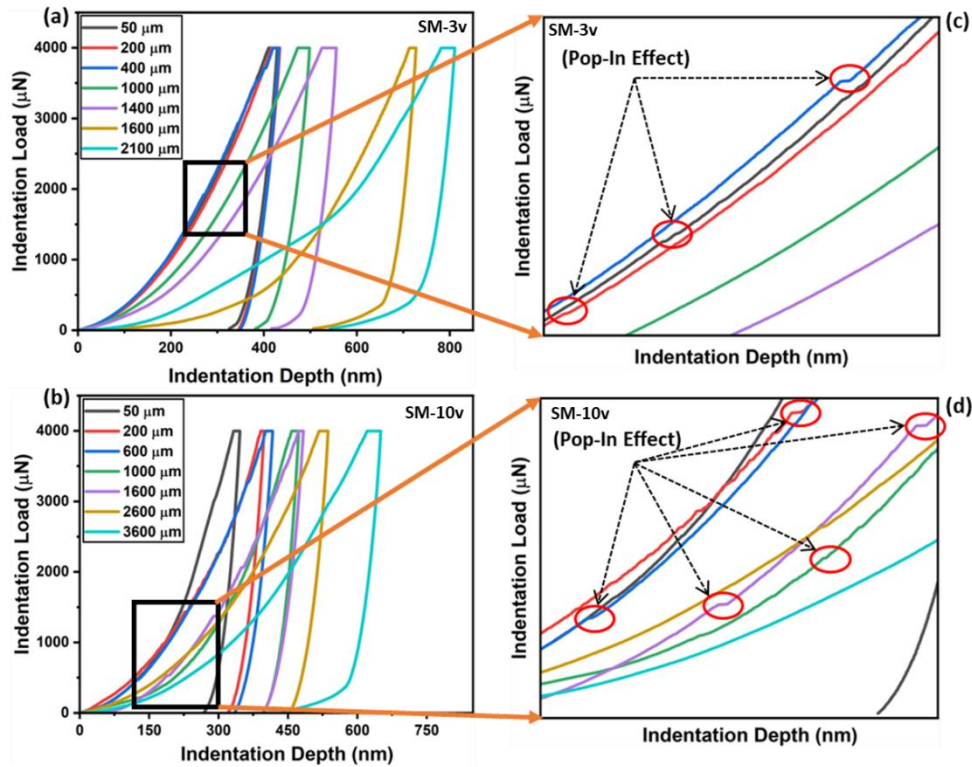 (a)
SM-3v
50 μm
200 μm
400 μm
1000 μm
1400 μm
1600 μm
2100 μm
4000
3000
2000
1000
0
0
200
400
600
800
Indentation Load (μN)
Indentation Depth (nm)
SM-3v
(c)
(Pop-In Effect)
Indentation Load (μN)
Indentation Depth (nm)
(b)
SM-10v
50 μm
200 μm
600 μm
1000 μm
1600 μm
2600 μm
3600 μm
4000
3000
2000
1000
0
0
150
300
450
600
750
Indentation Load (μN)
Indentation Depth (nm)
SM-10v
(d)
(Pop-In Effect)
Indentation Load (μN)
Indentation Depth (nm)